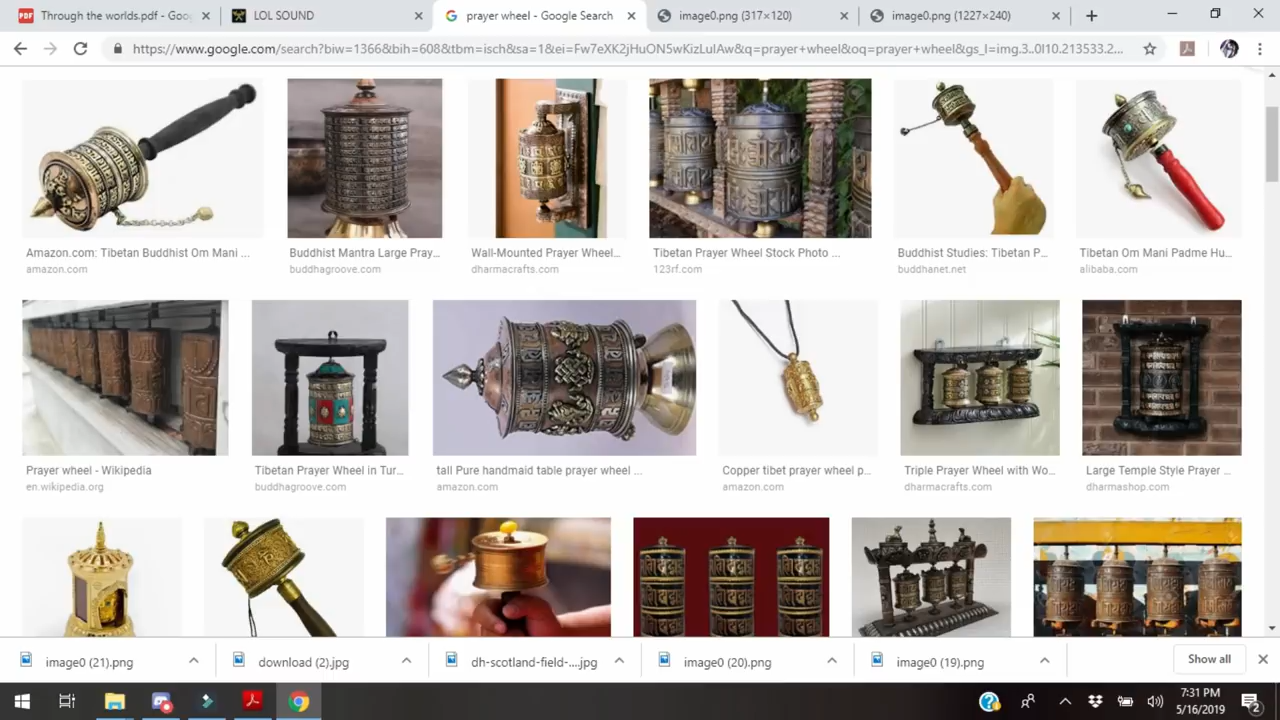 Through the worlds.pdf - Goo
LOL SOUND
prayer wheel - Google Search
image0.png (317×120)
image0.png (1227×240)
https://www.google.com/search?biw=1366&bih=608&tbm=isch&sa=1&ei=Fw7eXK2jHuON5wKizLuIAw&q=prayer+wheel&oq=prayer+wheel&gs_l=img.3..0l10.213533.2...
Amazon.com: Tibetan Buddhist Om Mani ...
amazon.com
Buddhist Mantra Large Pray...
buddhagroove.com
Wall-Mounted Prayer Wheel...
dharmacrafts.com
Tibetan Prayer Wheel Stock Photo ...
123rf.com
Buddhist Studies: Tibetan P...
buddhanet.net
Tibetan Om Mani Padme Hu...
alibaba.com
Prayer wheel - Wikipedia
en.wikipedia.org
Tibetan Prayer Wheel in Tur...
buddhagroove.com
tall Pure handmaid table prayer wheel ...
amazon.com
Copper tibet prayer wheel p...
amazon.com
Triple Prayer Wheel with Wo...
dharmacrafts.com
Large Temple Style Prayer ...
dharmashop.com
image0 (21).png
download (2).jpg
dh-scotland-field-....jpg
image0 (20).png
image0 (19).png
Show all
7:31 PM
5/16/2019
2